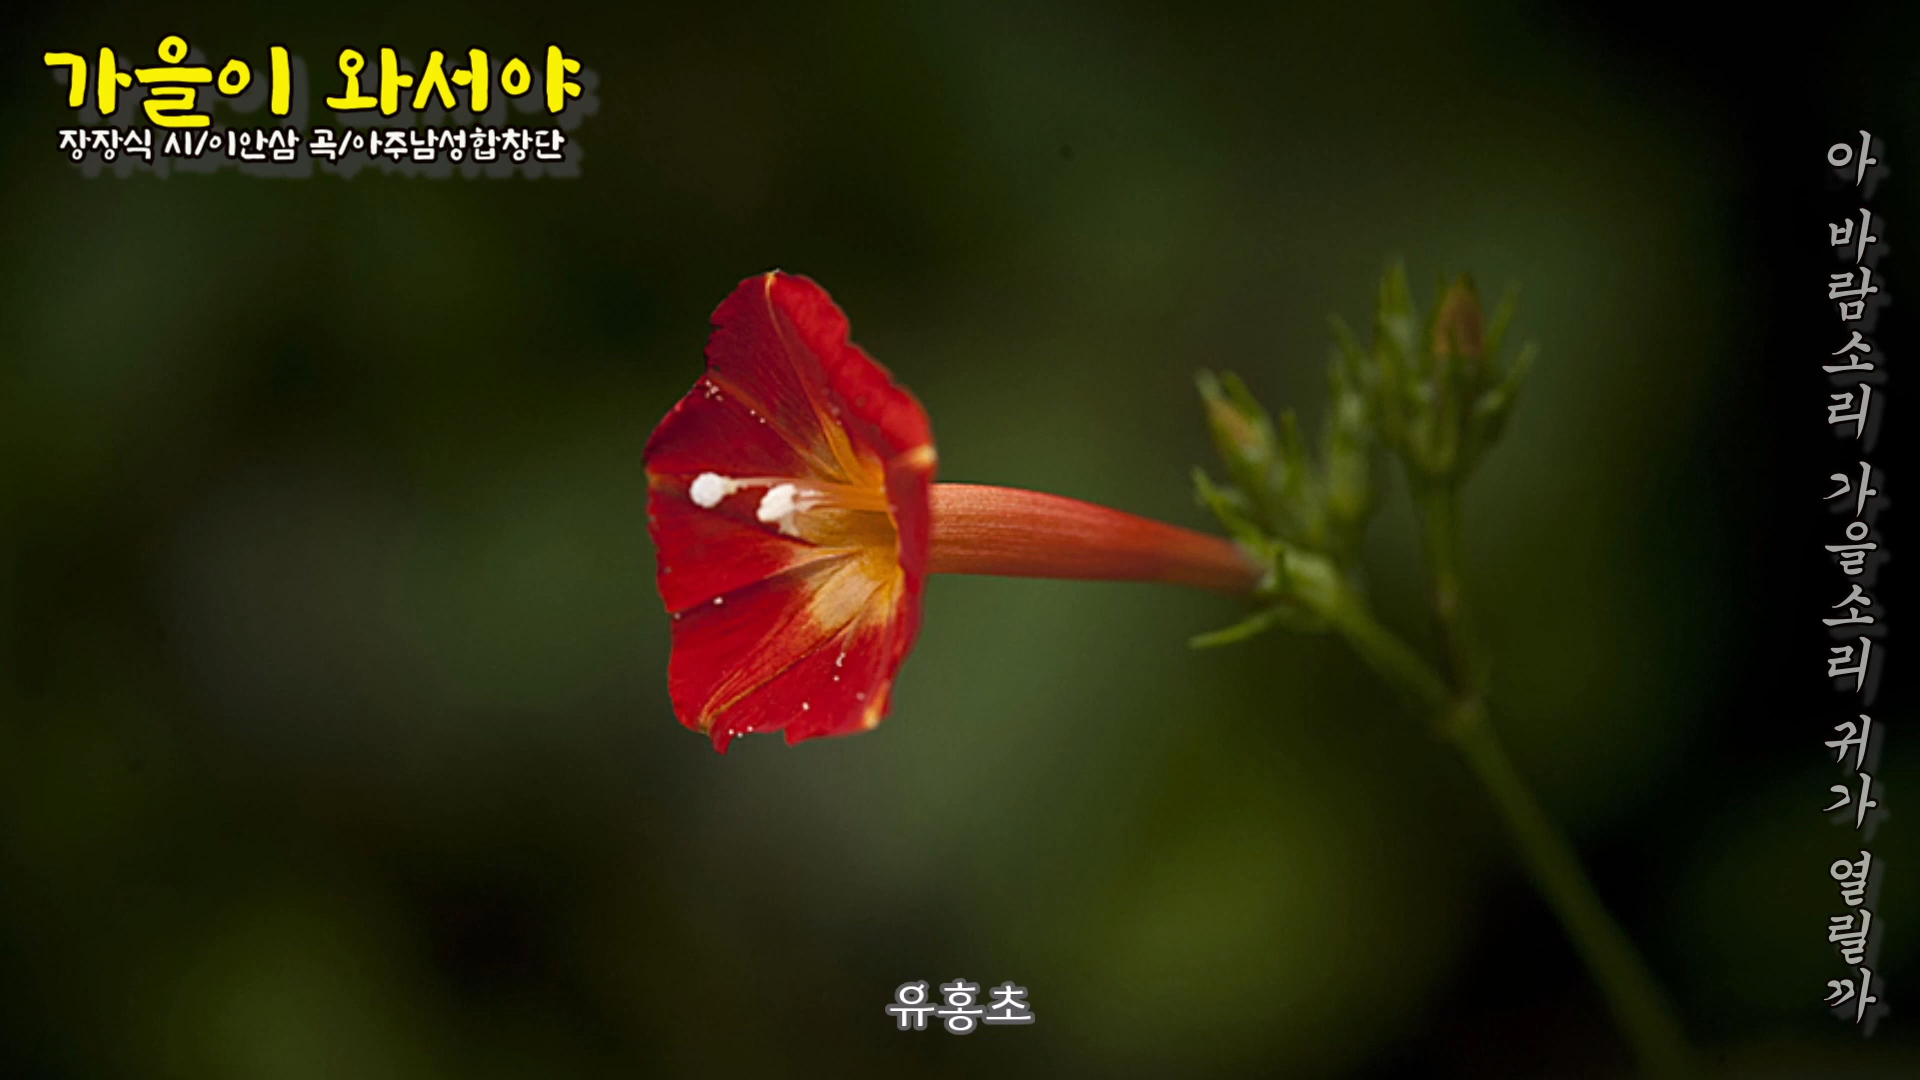 가을이 와서야
장장식 시/이안삼 곡/아주남성합창단
아 바람소리 가을소리 귀가 열릴까
유홍초